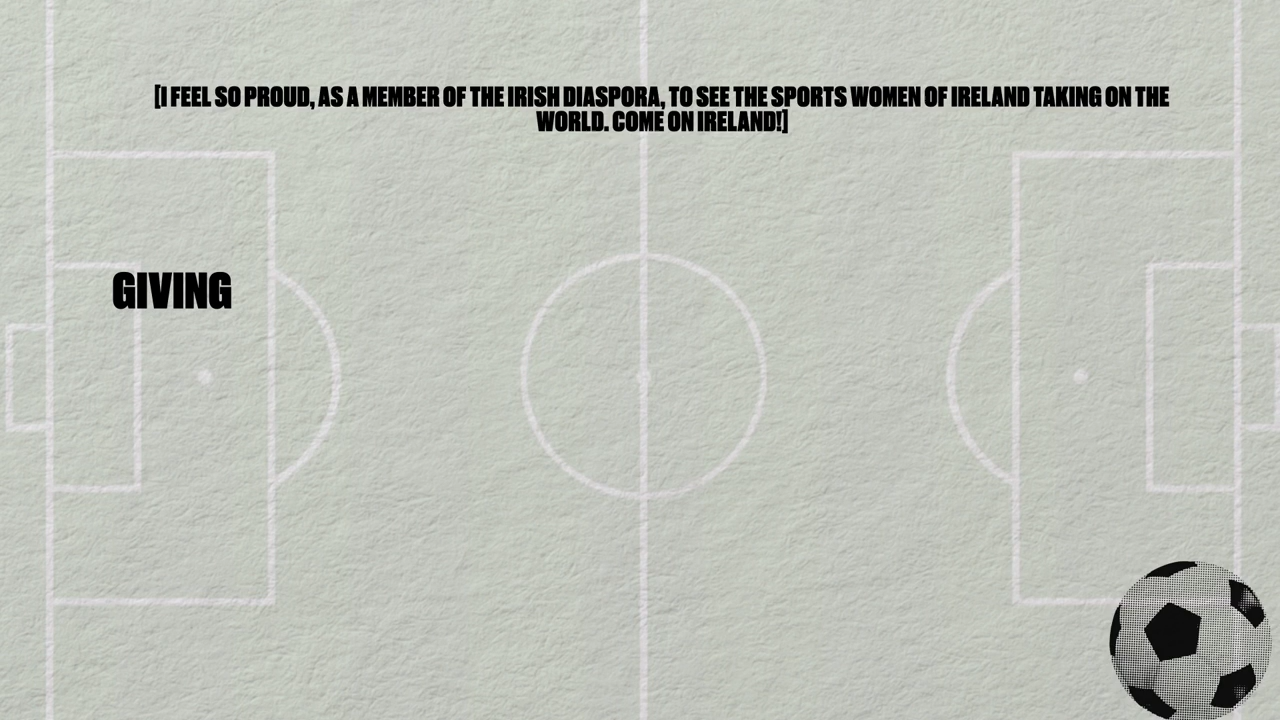 [I FEEL SO PROUD, AS A MEMBER OF THE IRISH DIASPORA, TO SEE THE SPORTS WOMEN OF IRELAND TAKING ON THE
WORLD. COME ON IRELAND!]
GIVING